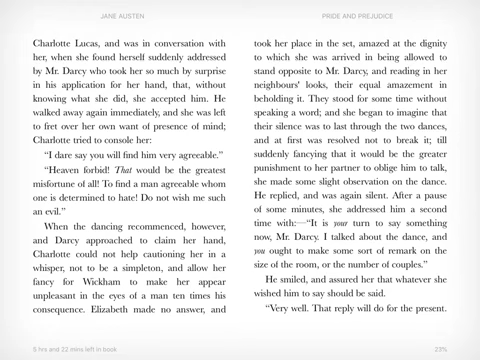 JANE AUSTEN
Charlotte Lucas, and was in conversation with
her, when she found herself suddenly addressed
by Mr. Darcy who took her so much by surprise
in his application for her hand, that, without
knowing what she did, she accepted him. He
walked away again immediately, and she was left
to fret over her own want of presence of mind;
Charlotte tried to console her:
“I dare say you will find him very agreeable.”
“Heaven forbid! That would be the greatest
misfortune of all! To find a man agreeable whom
one is determined to hate! Do not wish me such
an evil.”
When the dancing recommenced, however,
and Darcy approached to claim her hand,
Charlotte could not help cautioning her in a
whisper, not to be a simpleton, and allow her
fancy for Wickham to make her appear
unpleasant in the eyes of a man ten times his
consequence. Elizabeth made no answer, and
6 hrs and 22 mins left in book
PRIDE AND PREJUDICE
took her place in the set, amazed at the dignity
to which she was arrived in being allowed to
stand opposite to Mr. Darcy, and reading in her
neighbours' looks, their equal amazement in
beholding it. They stood for some time without
speaking a word; and she began to imagine that
their silence was to last through the two dances,
and at first was resolved not to break it; till
suddenly fancying that it would be the greater
punishment to her partner to oblige him to talk,
she made some slight observation on the dance.
He replied, and was again silent. After a pause
of some minutes, she addressed him a second
time with:—“It is your turn to say something
now, Mr. Darcy. I talked about the dance, and
you ought to make some sort of remark on the
size of the room, or the number of couples.”
He smiled, and assured her that whatever she
wished him to say should be said.
“Very well. That reply will do for the present.
23%